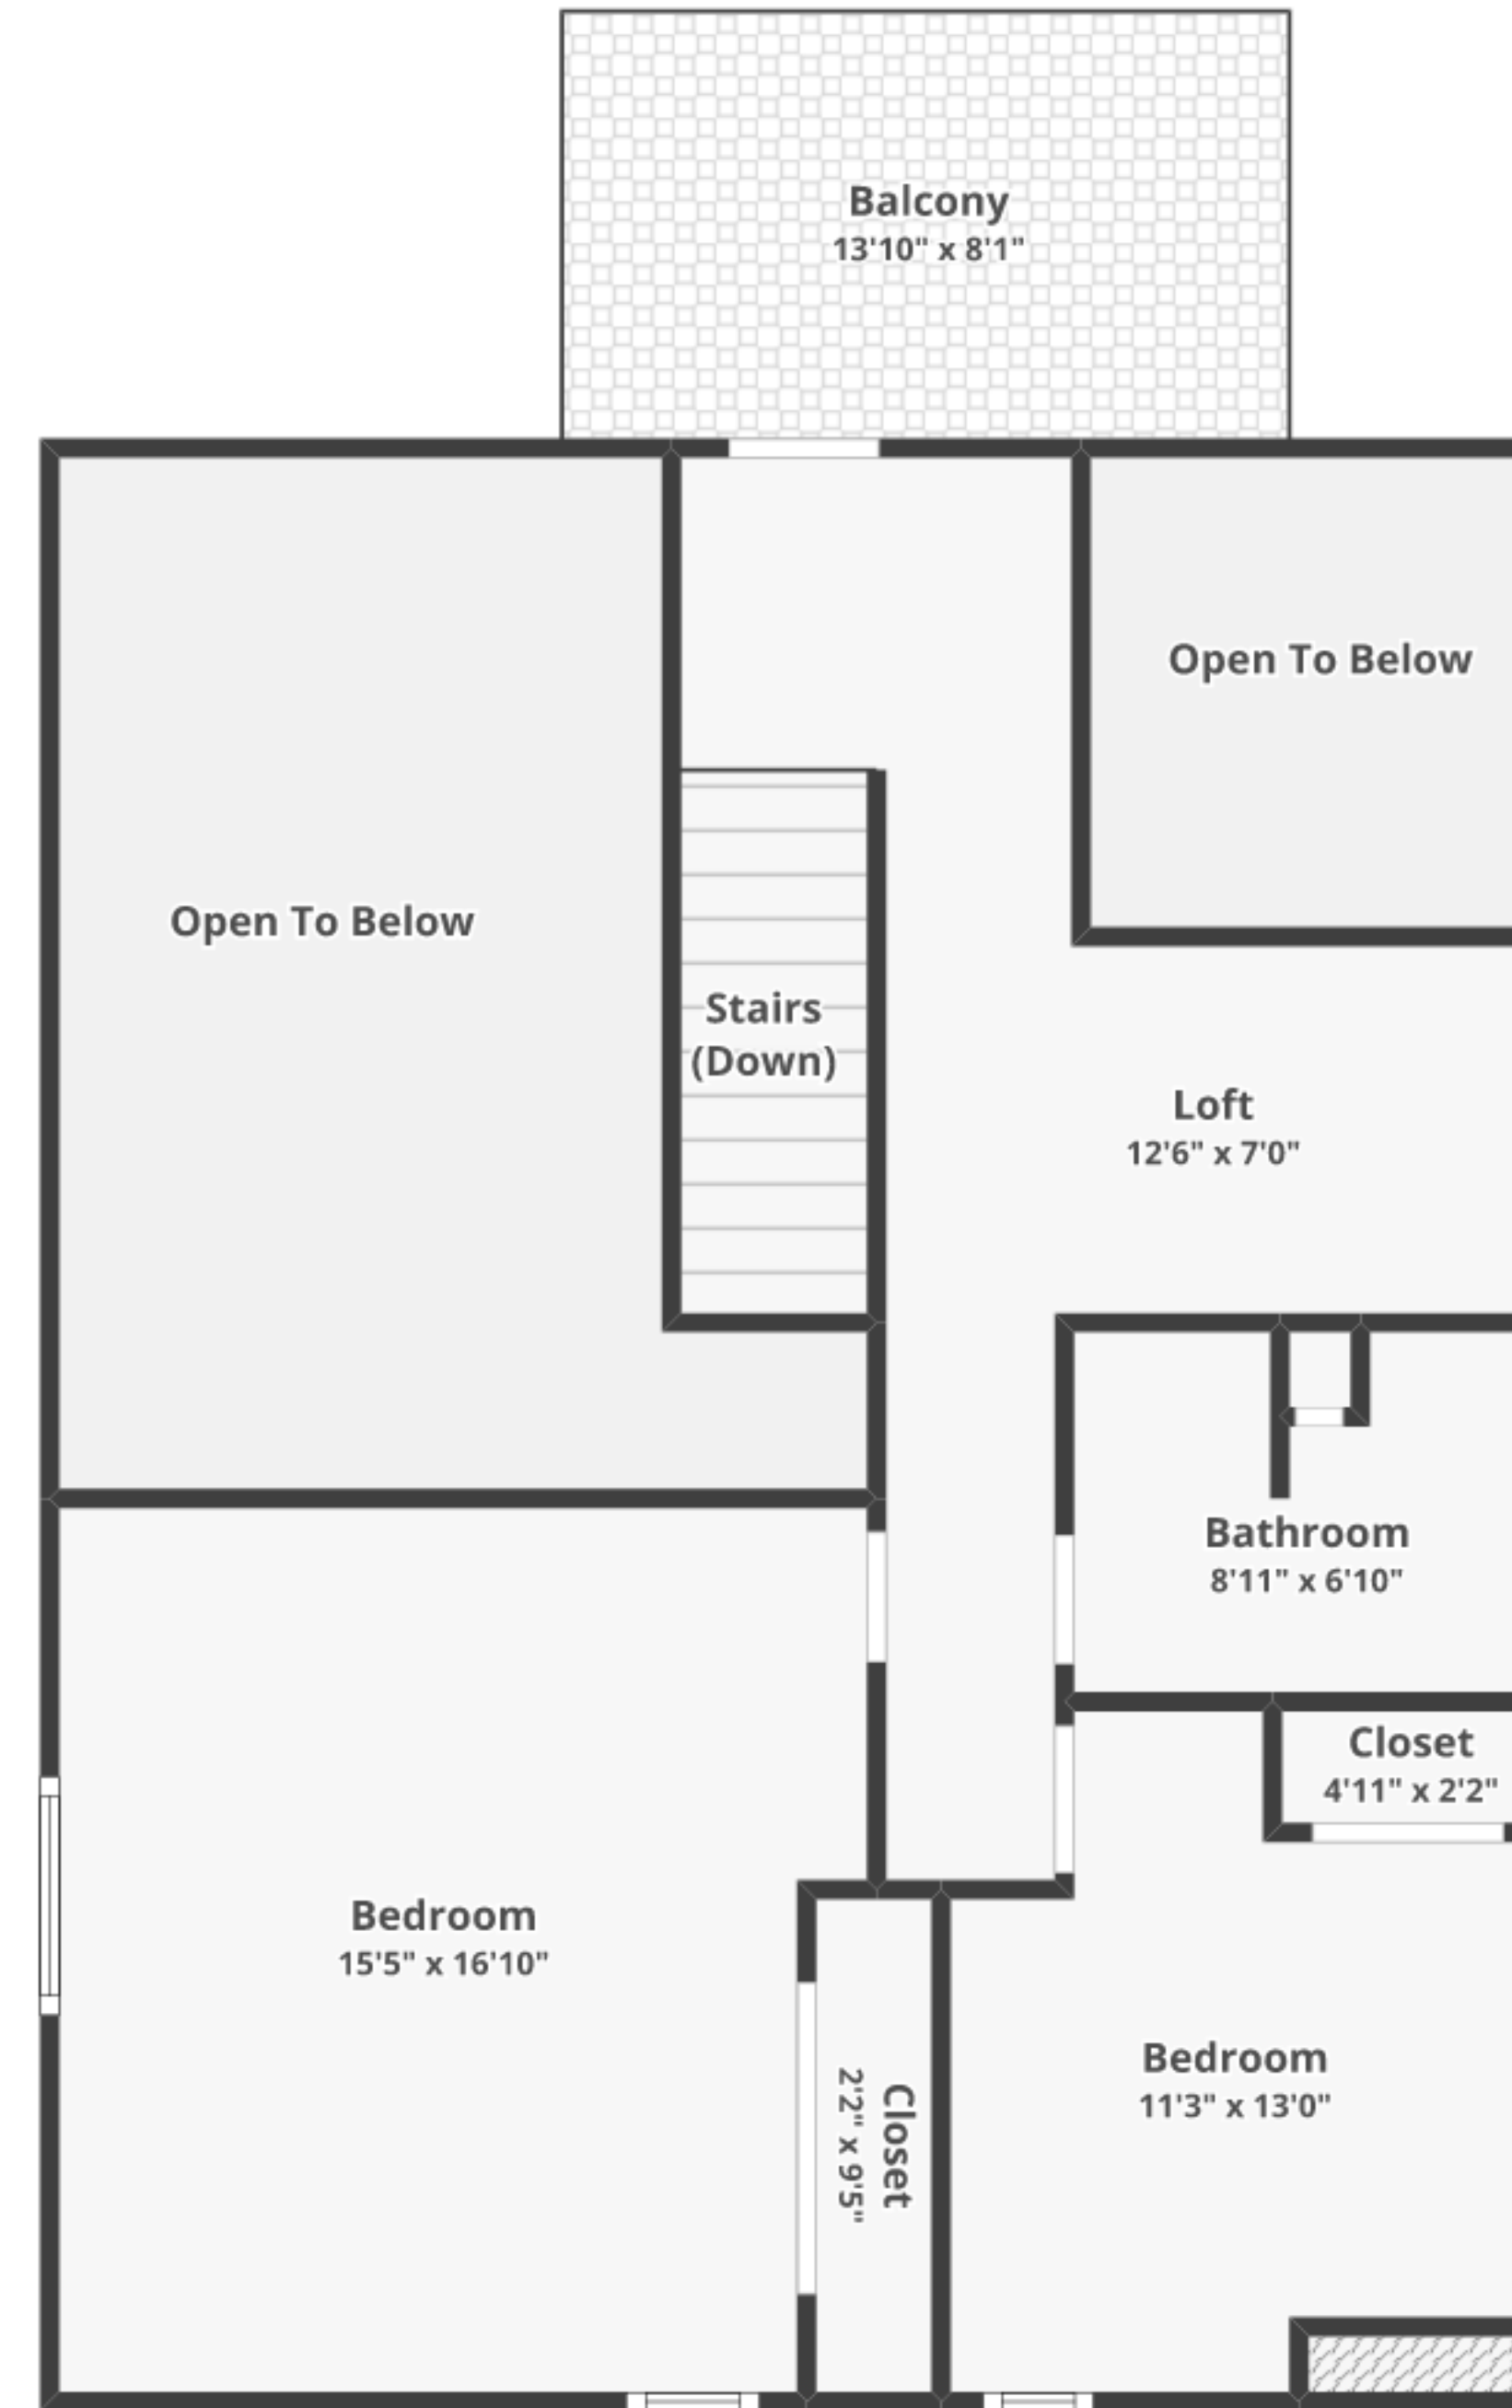 Balcony
13'10" x 8'1"
Open To Below
Open To Below
Stairs
(Down)
Loft
12'6" x 7'0"
Bathroom
8'11" x 6'10"
Closet
4'11" x 2'2"
Bedroom
15'5" x 16'10"
Bedroom
11'3" x 13'0"
Closet
2'2" x 9'5"